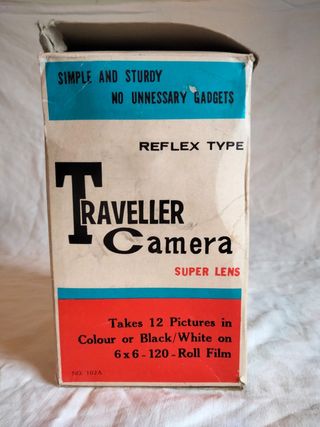 SIMPLE AND STURDY
NO UNNESSARY GADGETS
REFLEX TYPE
TRAVELLER
Camera
SUPER LENS
Takes 12 Pictures in
Colour or Black/White on
6x6-120-Roll Film
NO. 102A